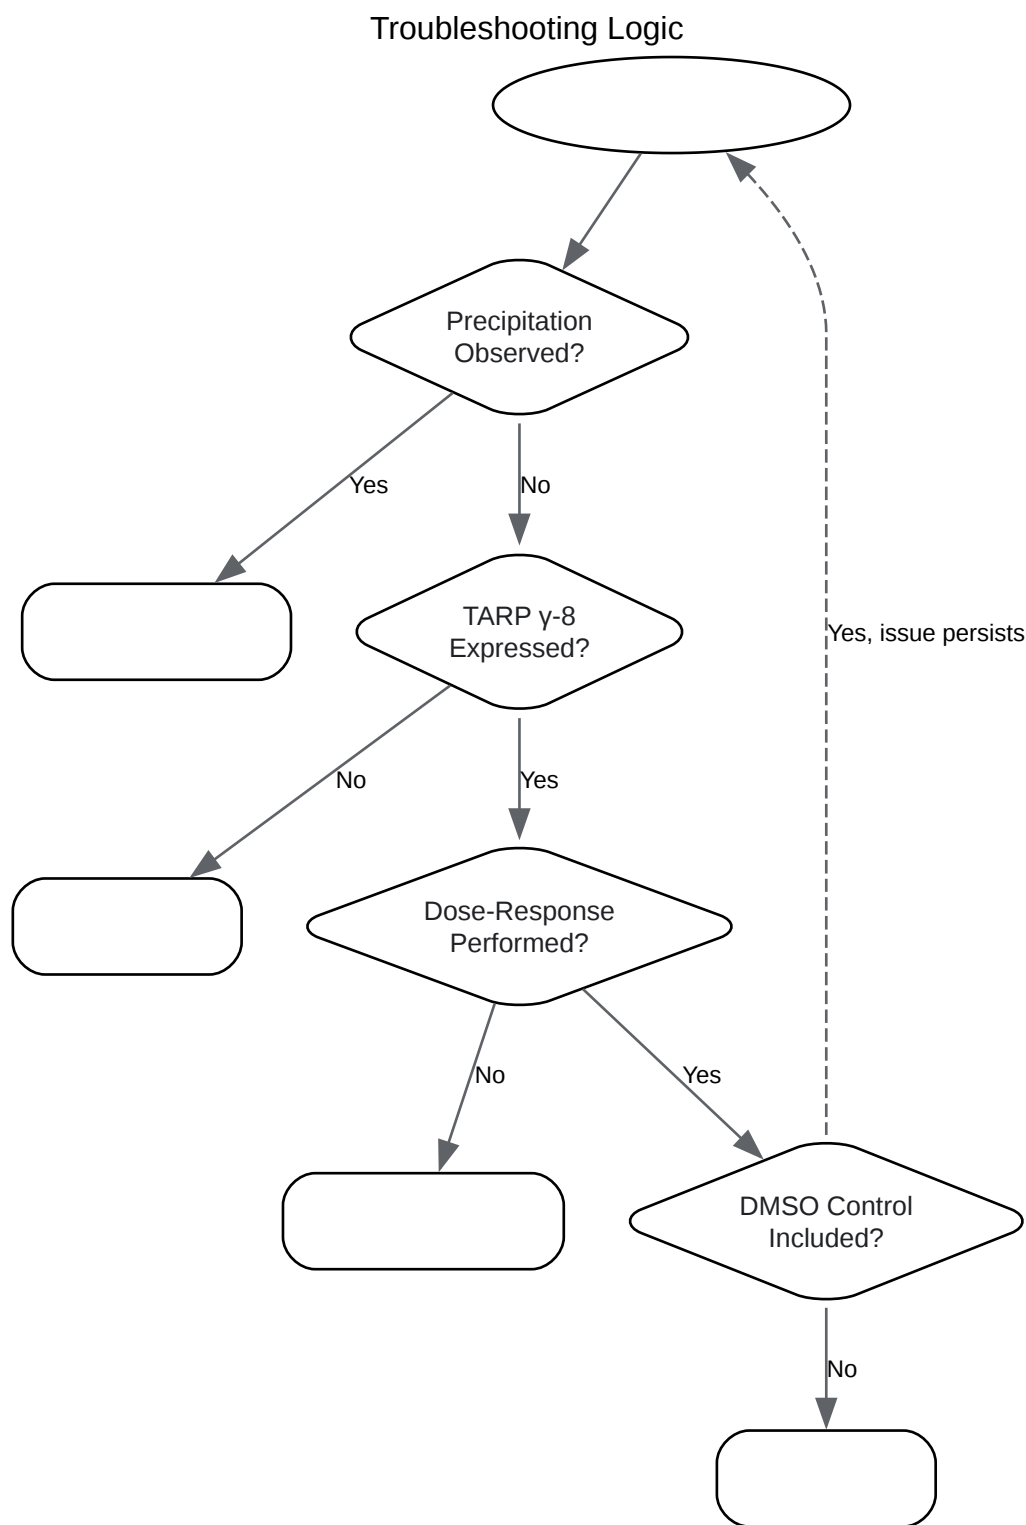 Troubleshooting Logic
Precipitation
Observed?
Yes
No
TARP γ-8
Expressed?
Yes, issue persists
No
Yes
Dose-Response
Performed?
No
Yes
DMSO Control
Included?
No